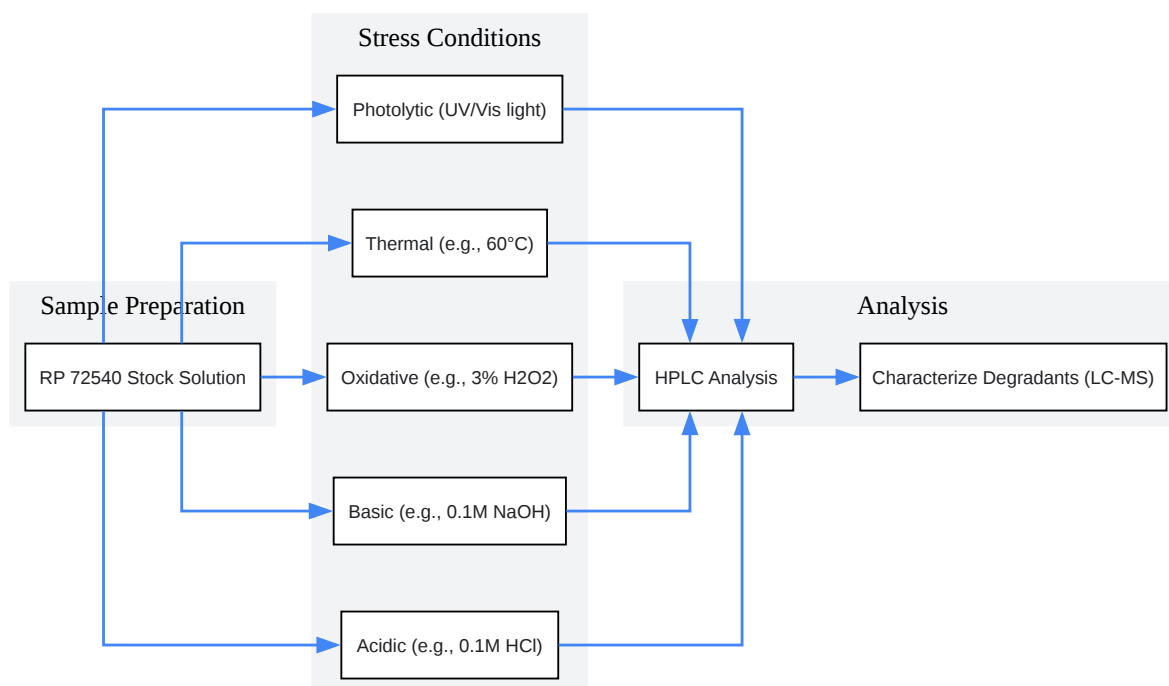 Stress Conditions
Photolytic (UV/Vis light)
Thermal (e.g., 60°C)
Sample Preparation
Analysis
RP 72540 Stock Solution
Oxidative (e.g., 3% H2O2)
HPLC Analysis
Characterize Degradants (LC-MS)
Basic (e.g., 0.1M NaOH)
Acidic (e.g., 0.1M HCl)